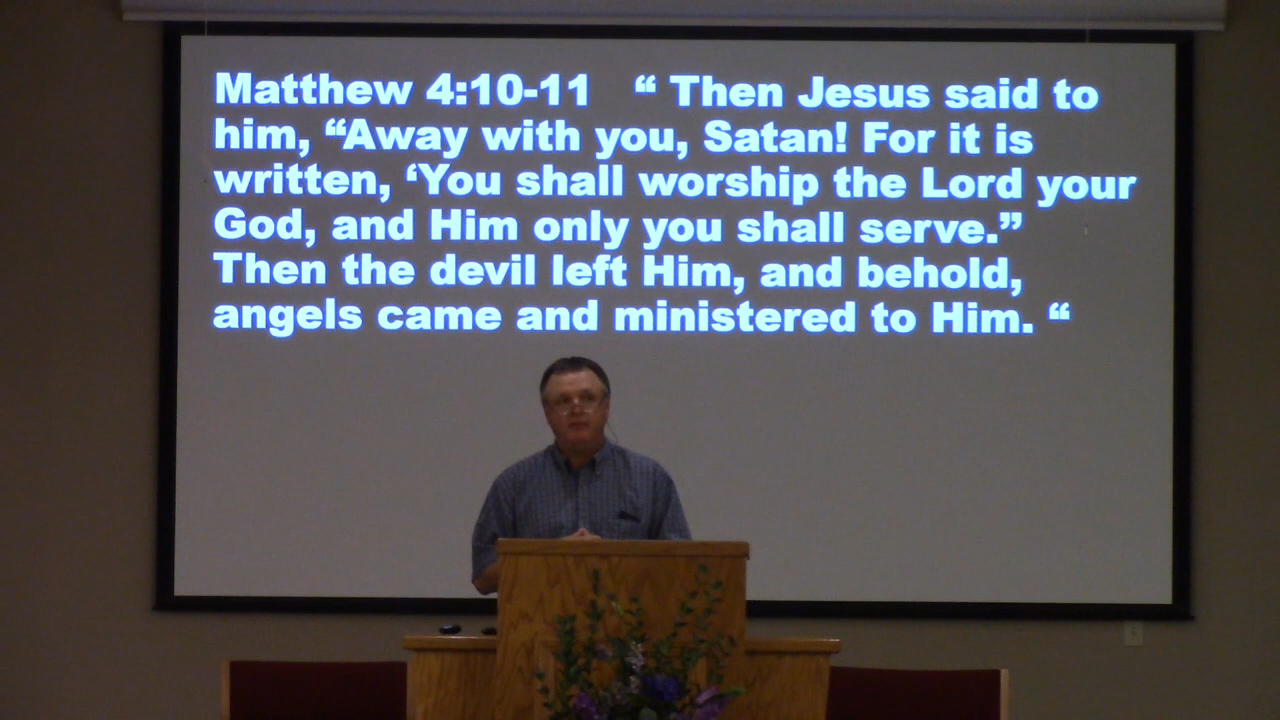 Matthew 4:10-11 “ Then Jesus said to
him, “Away with you, Satan! For it is
written, ‘You shall worship the Lord your
God, and Him only you shall serve.”
Then the devil left Him, and behold,
angels came and ministered to Him. “